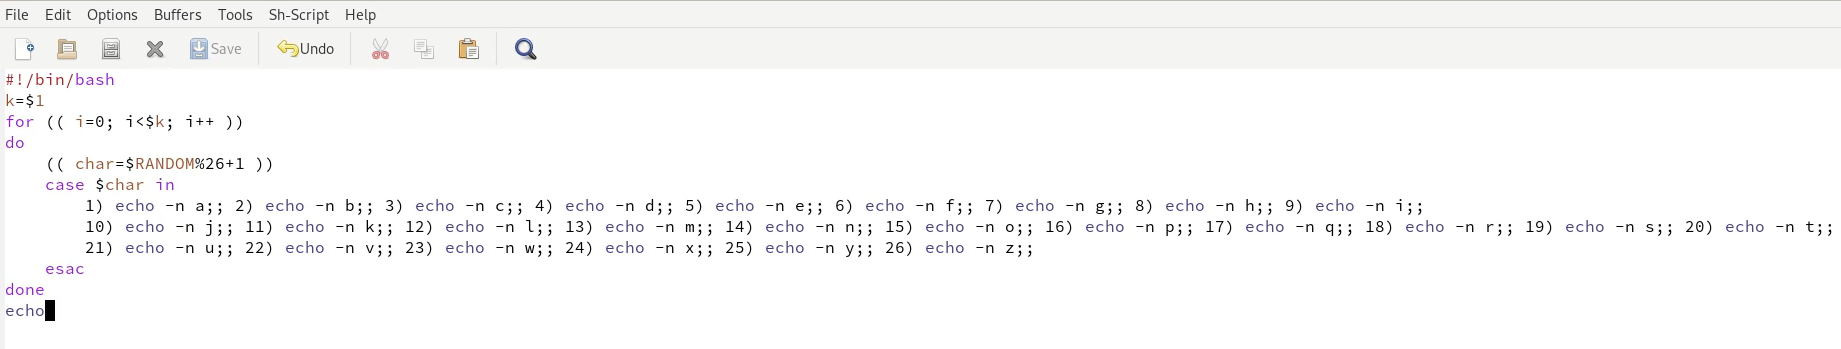 File Edit Options Buffers Tools Sh-Script Help
Save Undo
#!/bin/bash
k=$1
for (( i=0; i<$k; i++ ))
do
    (( char=$RANDOM%26+1 ))
    case $char in
        1) echo -n a;; 2) echo -n b;; 3) echo -n c;; 4) echo -n d;; 5) echo -n e;; 6) echo -n f;; 7) echo -n g;; 8) echo -n h;; 9) echo -n i;;
        10) echo -n j;; 11) echo -n k;; 12) echo -n l;; 13) echo -n m;; 14) echo -n n;; 15) echo -n o;; 16) echo -n p;; 17) echo -n q;; 18) echo -n r;; 19) echo -n s;; 20) echo -n t;;
        21) echo -n u;; 22) echo -n v;; 23) echo -n w;; 24) echo -n x;; 25) echo -n y;; 26) echo -n z;;
    esac
done
echo